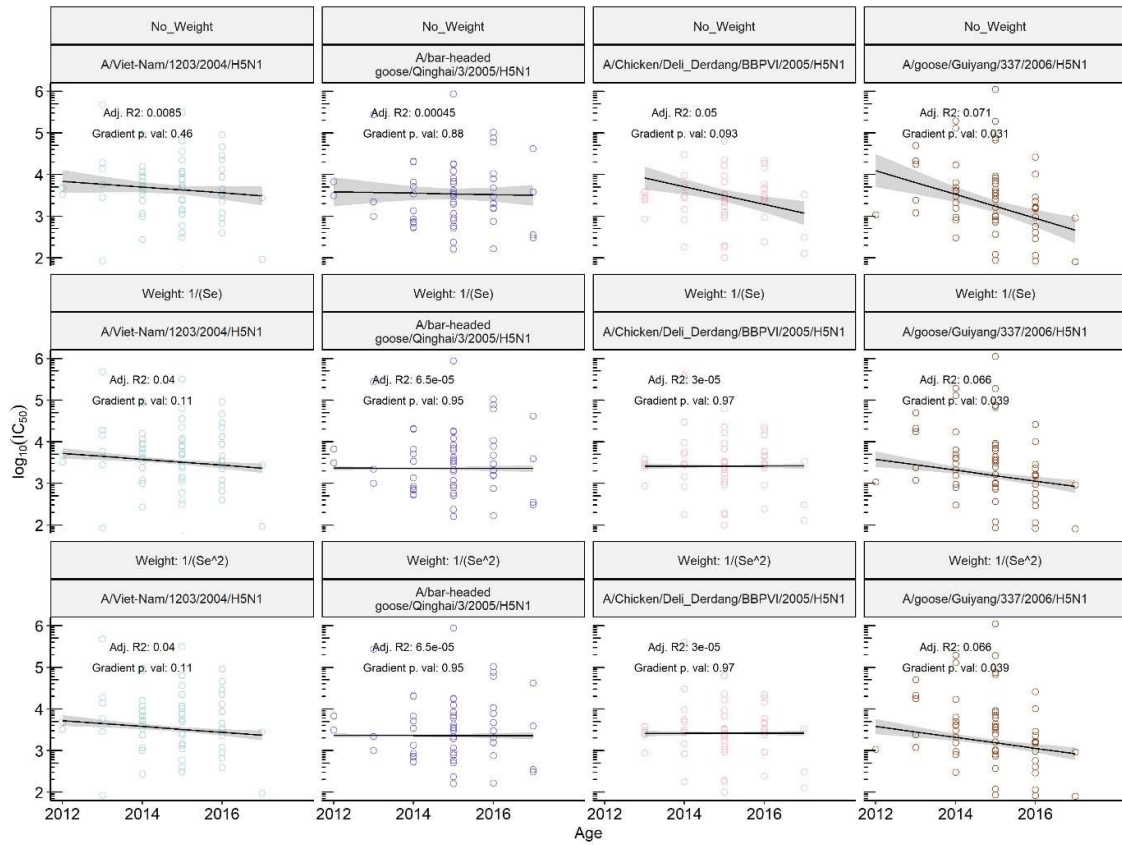 No_Weight
No_Weight
No_Weight
No_Weight
A/Viet-Nam/1203/2004/H5N1
A/bar-headed
goose/Qinghai/3/2005/H5N1
A/Chicken/Deli_Derdang/BBPVI/2005/H5N1
A/goose/Guiyang/337/2006/H5N1
6
5
4
3
2
Adj. R2: 0.0085
Gradient p. val: 0.46
Adj. R2: 0.00045
Gradient p. val: 0.88
Adj. R2: 0.05
Gradient p. val: 0.093
Adj. R2: 0.071
Gradient p. val: 0.031
Weight: 1/(Se)
Weight: 1/(Se)
Weight: 1/(Se)
Weight: 1/(Se)
A/Viet-Nam/1203/2004/H5N1
A/bar-headed
goose/Qinghai/3/2005/H5N1
A/Chicken/Deli_Derdang/BBPVI/2005/H5N1
A/goose/Guiyang/337/2006/H5N1
log₁₀(IC₅₀)
6
5
4
3
2
Adj. R2: 0.04
Gradient p. val: 0.11
Adj. R2: 6.5e-05
Gradient p. val: 0.95
Adj. R2: 3e-05
Gradient p. val: 0.97
Adj. R2: 0.066
Gradient p. val: 0.039
Weight: 1/(Se^2)
Weight: 1/(Se^2)
Weight: 1/(Se^2)
Weight: 1/(Se^2)
A/Viet-Nam/1203/2004/H5N1
A/bar-headed
goose/Qinghai/3/2005/H5N1
A/Chicken/Deli_Derdang/BBPVI/2005/H5N1
A/goose/Guiyang/337/2006/H5N1
6
5
4
3
2
Adj. R2: 0.04
Gradient p. val: 0.11
Adj. R2: 6.5e-05
Gradient p. val: 0.95
Adj. R2: 3e-05
Gradient p. val: 0.97
Adj. R2: 0.066
Gradient p. val: 0.039
2012 2014 2016
2012 2014 2016
2012 2014 2016
2012 2014 2016
Age